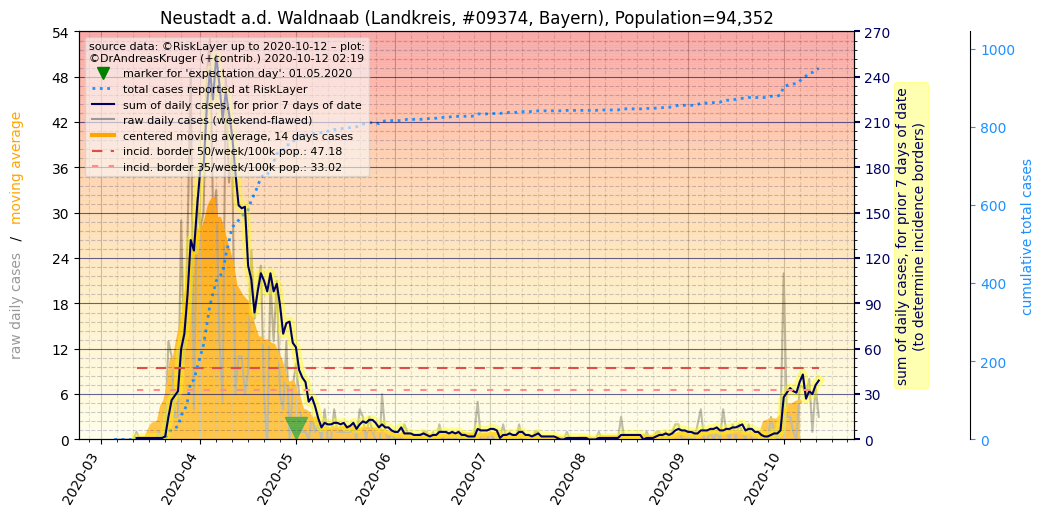 Neustadt a.d. Waldnaab (Landkreis, #09374, Bayern), Population=94,352
source data: ©RiskLayer up to 2020-10-12 – plot:
©DrAndreasKruger (+contrib.) 2020-10-12 02:19
marker for 'expectation day': 01.05.2020
total cases reported at RiskLayer
sum of daily cases, for prior 7 days of date
raw daily cases (weekend-flawed)
centered moving average, 14 days cases
incid. border 50/week/100k pop.: 47.18
incid. border 35/week/100k pop.: 33.02
raw daily cases / moving average
54
48
42
36
30
24
18
12
6
0
270
240
210
180
150
120
90
60
30
0
sum of daily cases, for prior 7 days of date
(to determine incidence borders)
1000
800
600
400
200
0
cumulative total cases
2020-03
2020-04
2020-05
2020-06
2020-07
2020-08
2020-09
2020-10